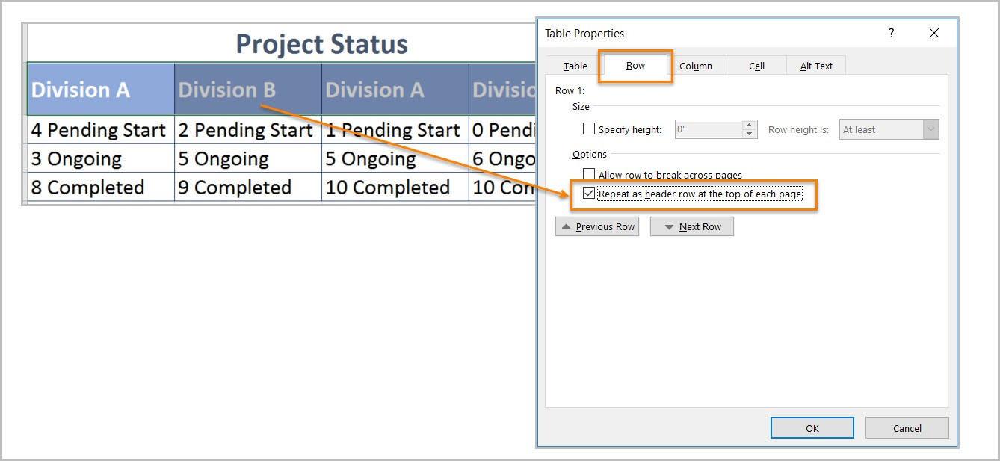 Project Status
Division A Division B Division A Divisio
4 Pending Start 2 Pending Start 1 Pending Start 0 Pendi
3 Ongoing 5 Ongoing 5 Ongoing 6 Ongo
8 Completed 9 Completed 10 Completed 10 Com
Table Properties ?
Table Row Column Cell Alt Text
Row 1:
Size
Specify height: 0" Row height is: At least
Options
Allow row to break across pages
Repeat as header row at the top of each page
Previous Row Next Row
OK Cancel